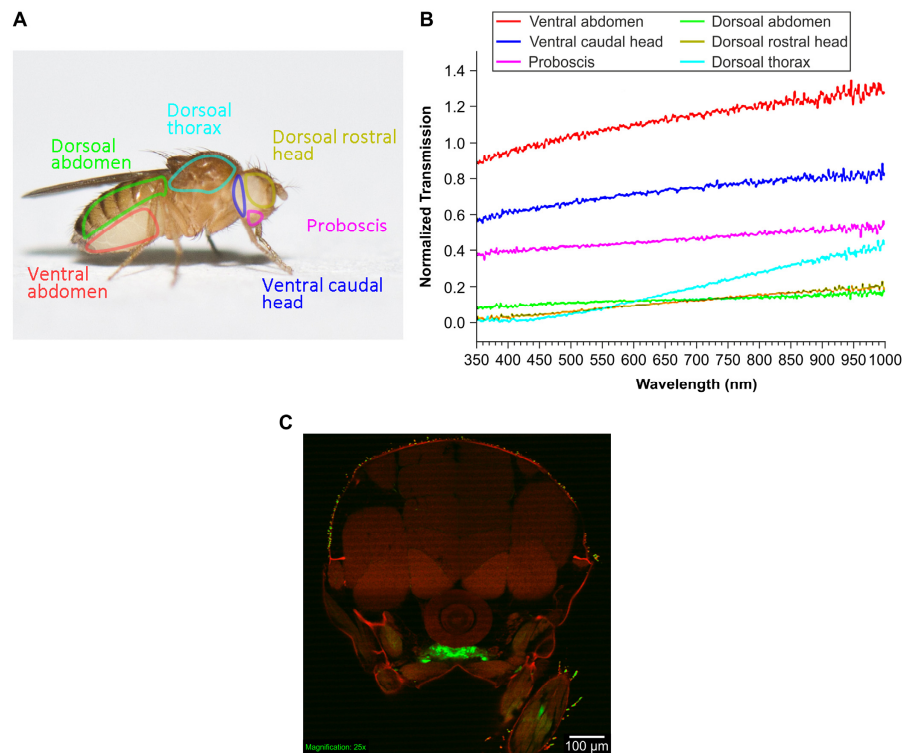 A
Dorsoal
thorax
Dorsoal rostral
head
Dorsoal
abdomen
Proboscis
Ventral
abdomen
Ventral caudal
head
B
Ventral abdomen
Dorsoal abdomen
Ventral caudal head
Dorsoal rostral head
Proboscis
Dorsoal thorax
Normalized Transmission
1.4
1.2
1.0
0.8
0.6
0.4
0.2
0.0
350 400 450 500 550 600 650 700 750 800 850 900 950 1000
Wavelength (nm)
C
Magnification: 25x
100 µm